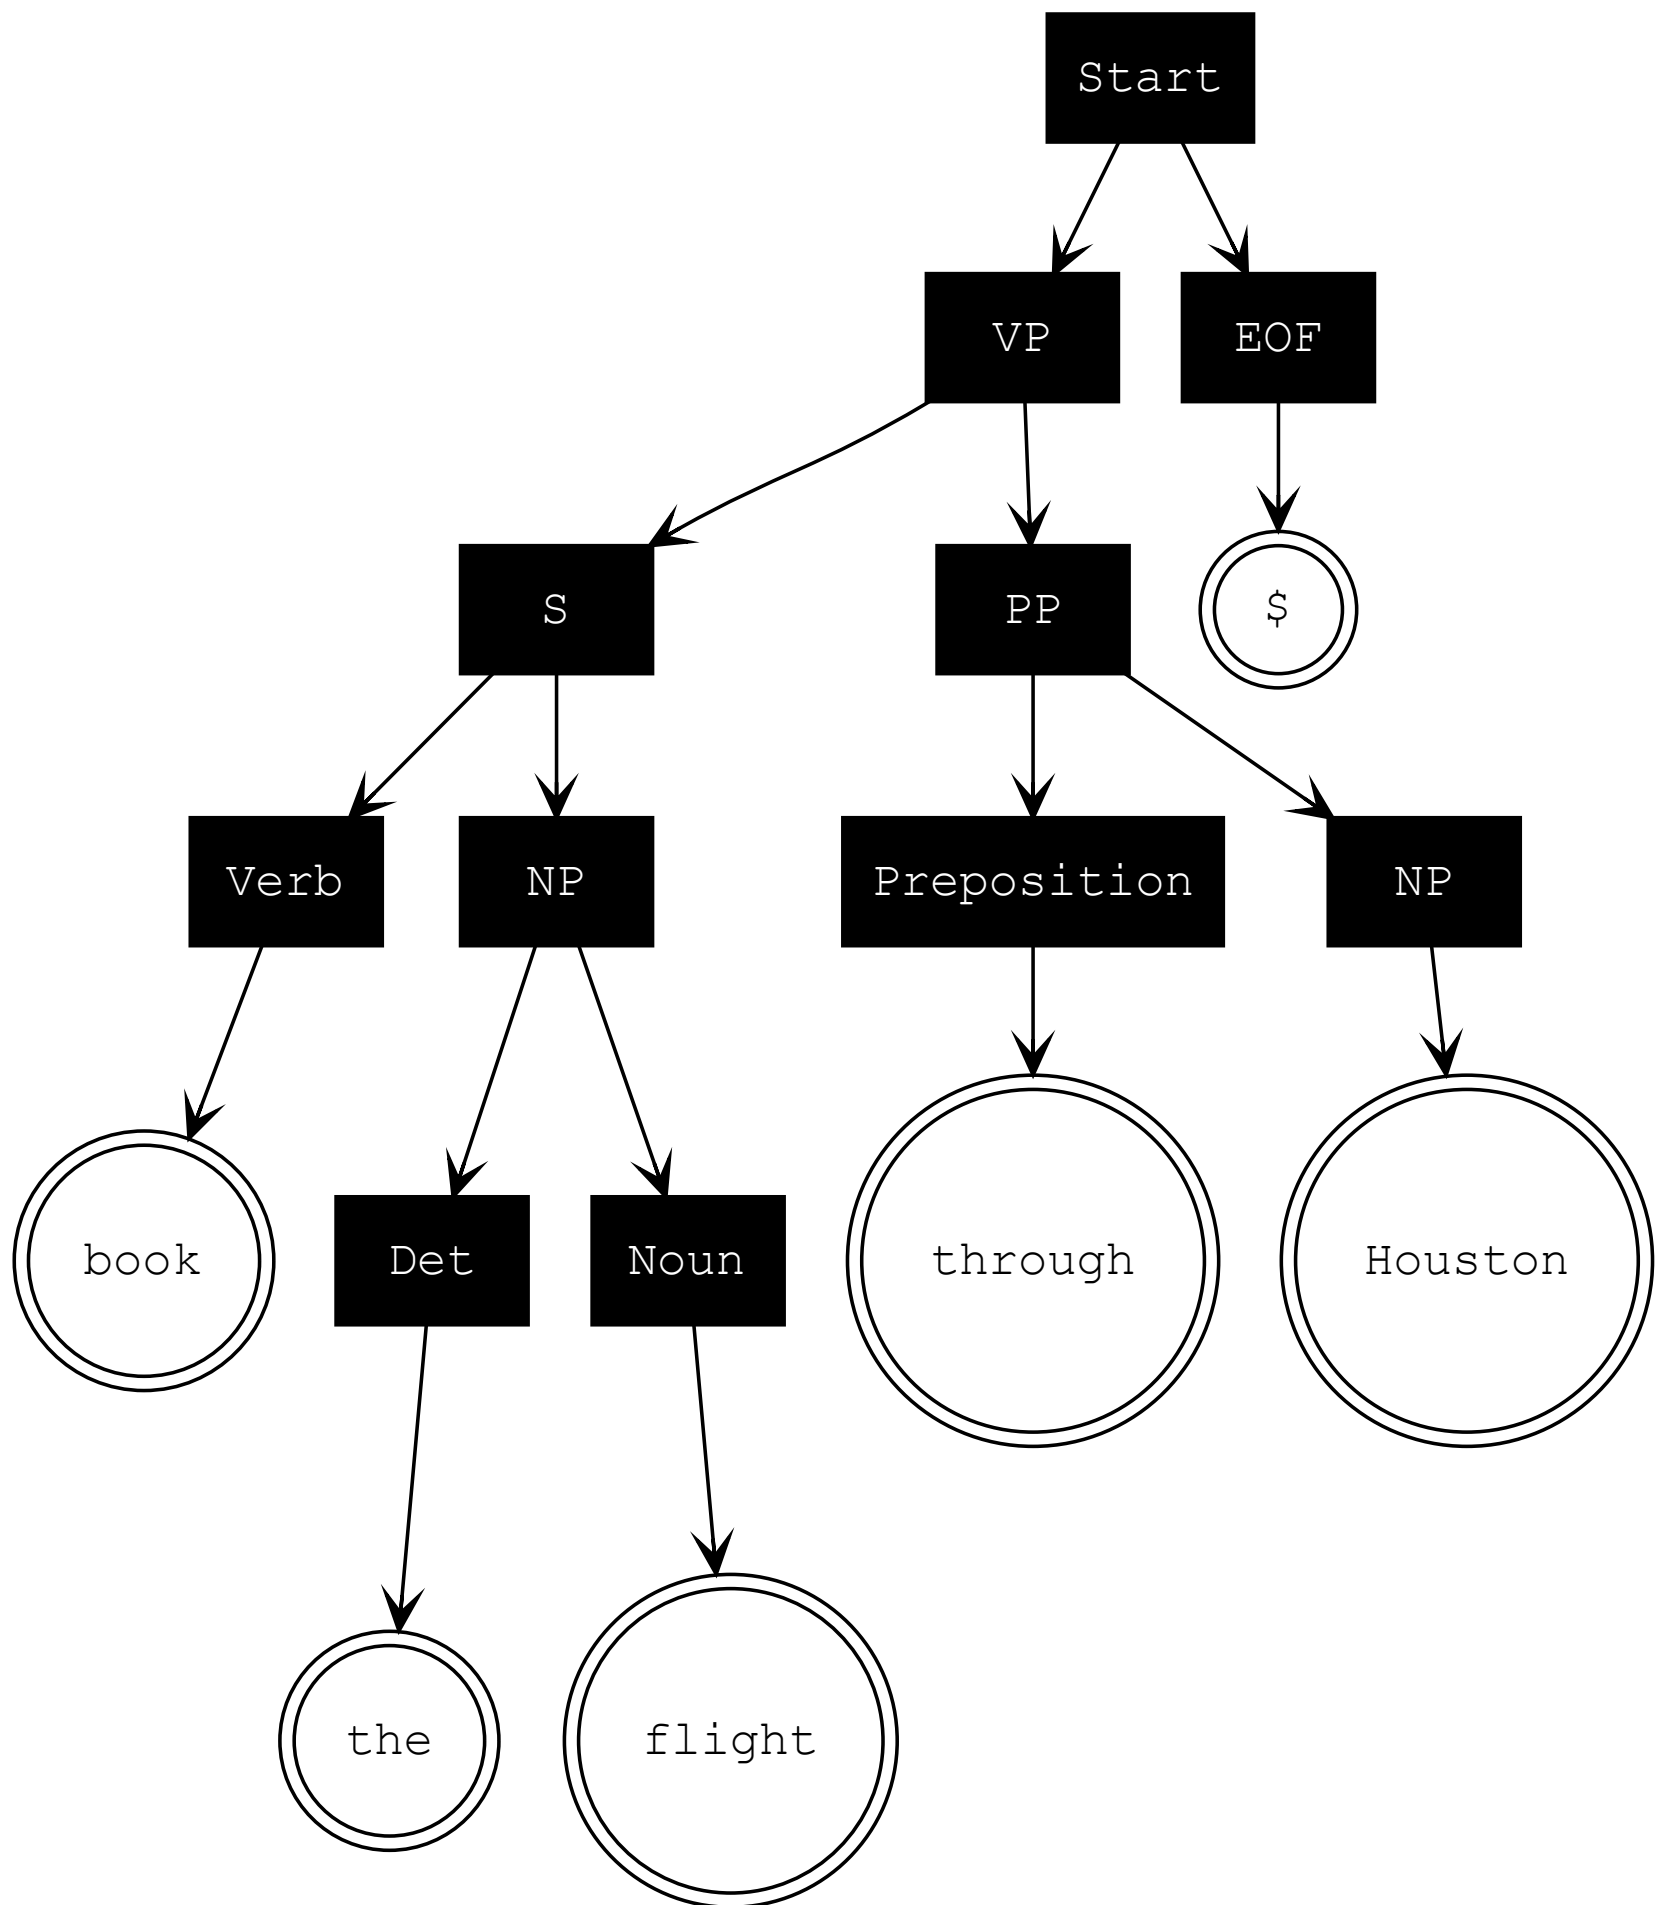 Start
VP EOF
S PP $
Verb NP Preposition NP
book Det Noun through Houston
the flight